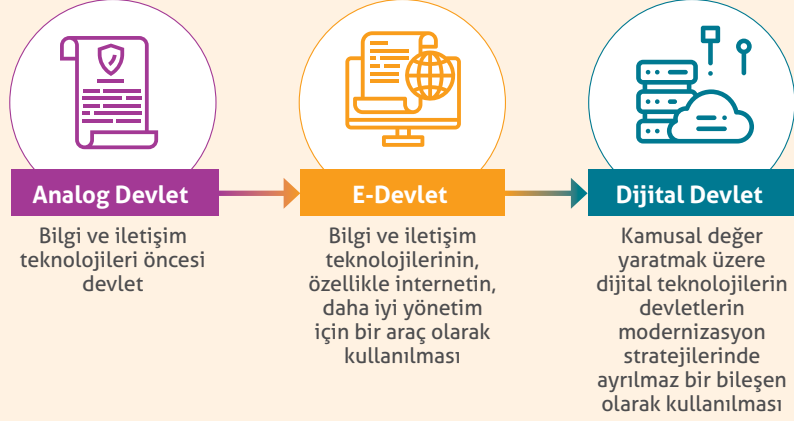 Analog Devlet
Bilgi ve iletişim
teknolojileri öncesi
devlet
E-Devlet
Bilgi ve iletişim
teknolojilerinin,
özellikle internetin,
daha iyi yönetim
için bir araç olarak
kullanılması
Dijital Devlet
Kamusal değer
yaratmak üzere
dijital teknolojilerin
devletlerin
modernizasyon
stratejilerinde
ayrılmaz bir bileşen
olarak kullanılması